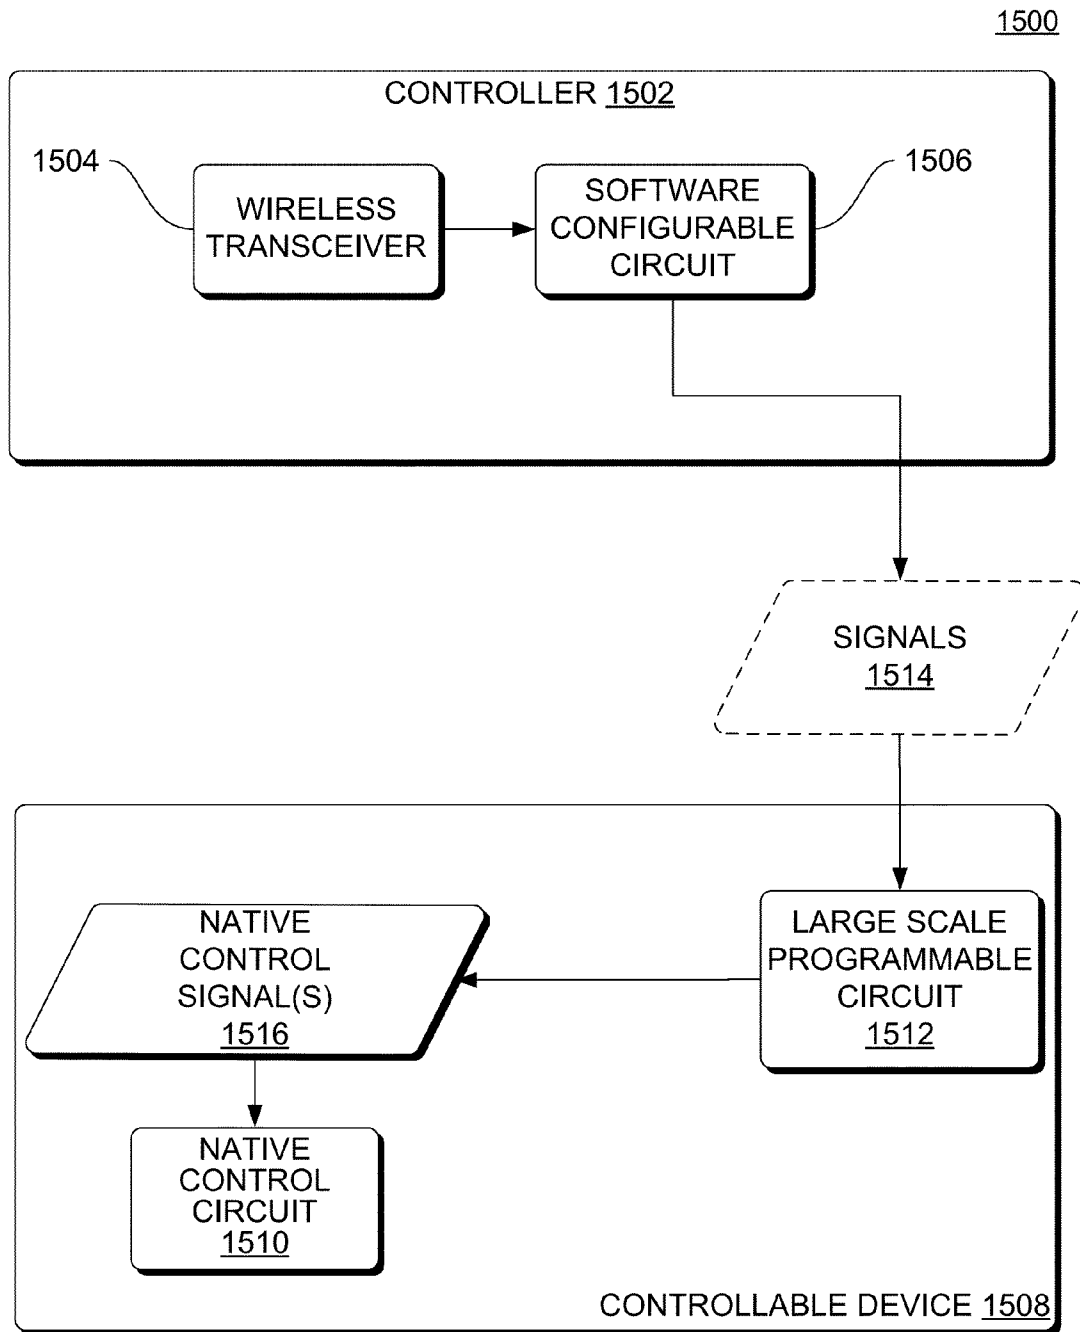 1500
CONTROLLER 1502
1504
WIRELESS
TRANSCEIVER
SOFTWARE
CONFIGURABLE
CIRCUIT
1506
SIGNALS
1514
NATIVE
CONTROL
SIGNAL(S)
1516
LARGE SCALE
PROGRAMMABLE
CIRCUIT
1512
NATIVE
CONTROL
CIRCUIT
1510
CONTROLLABLE DEVICE 1508